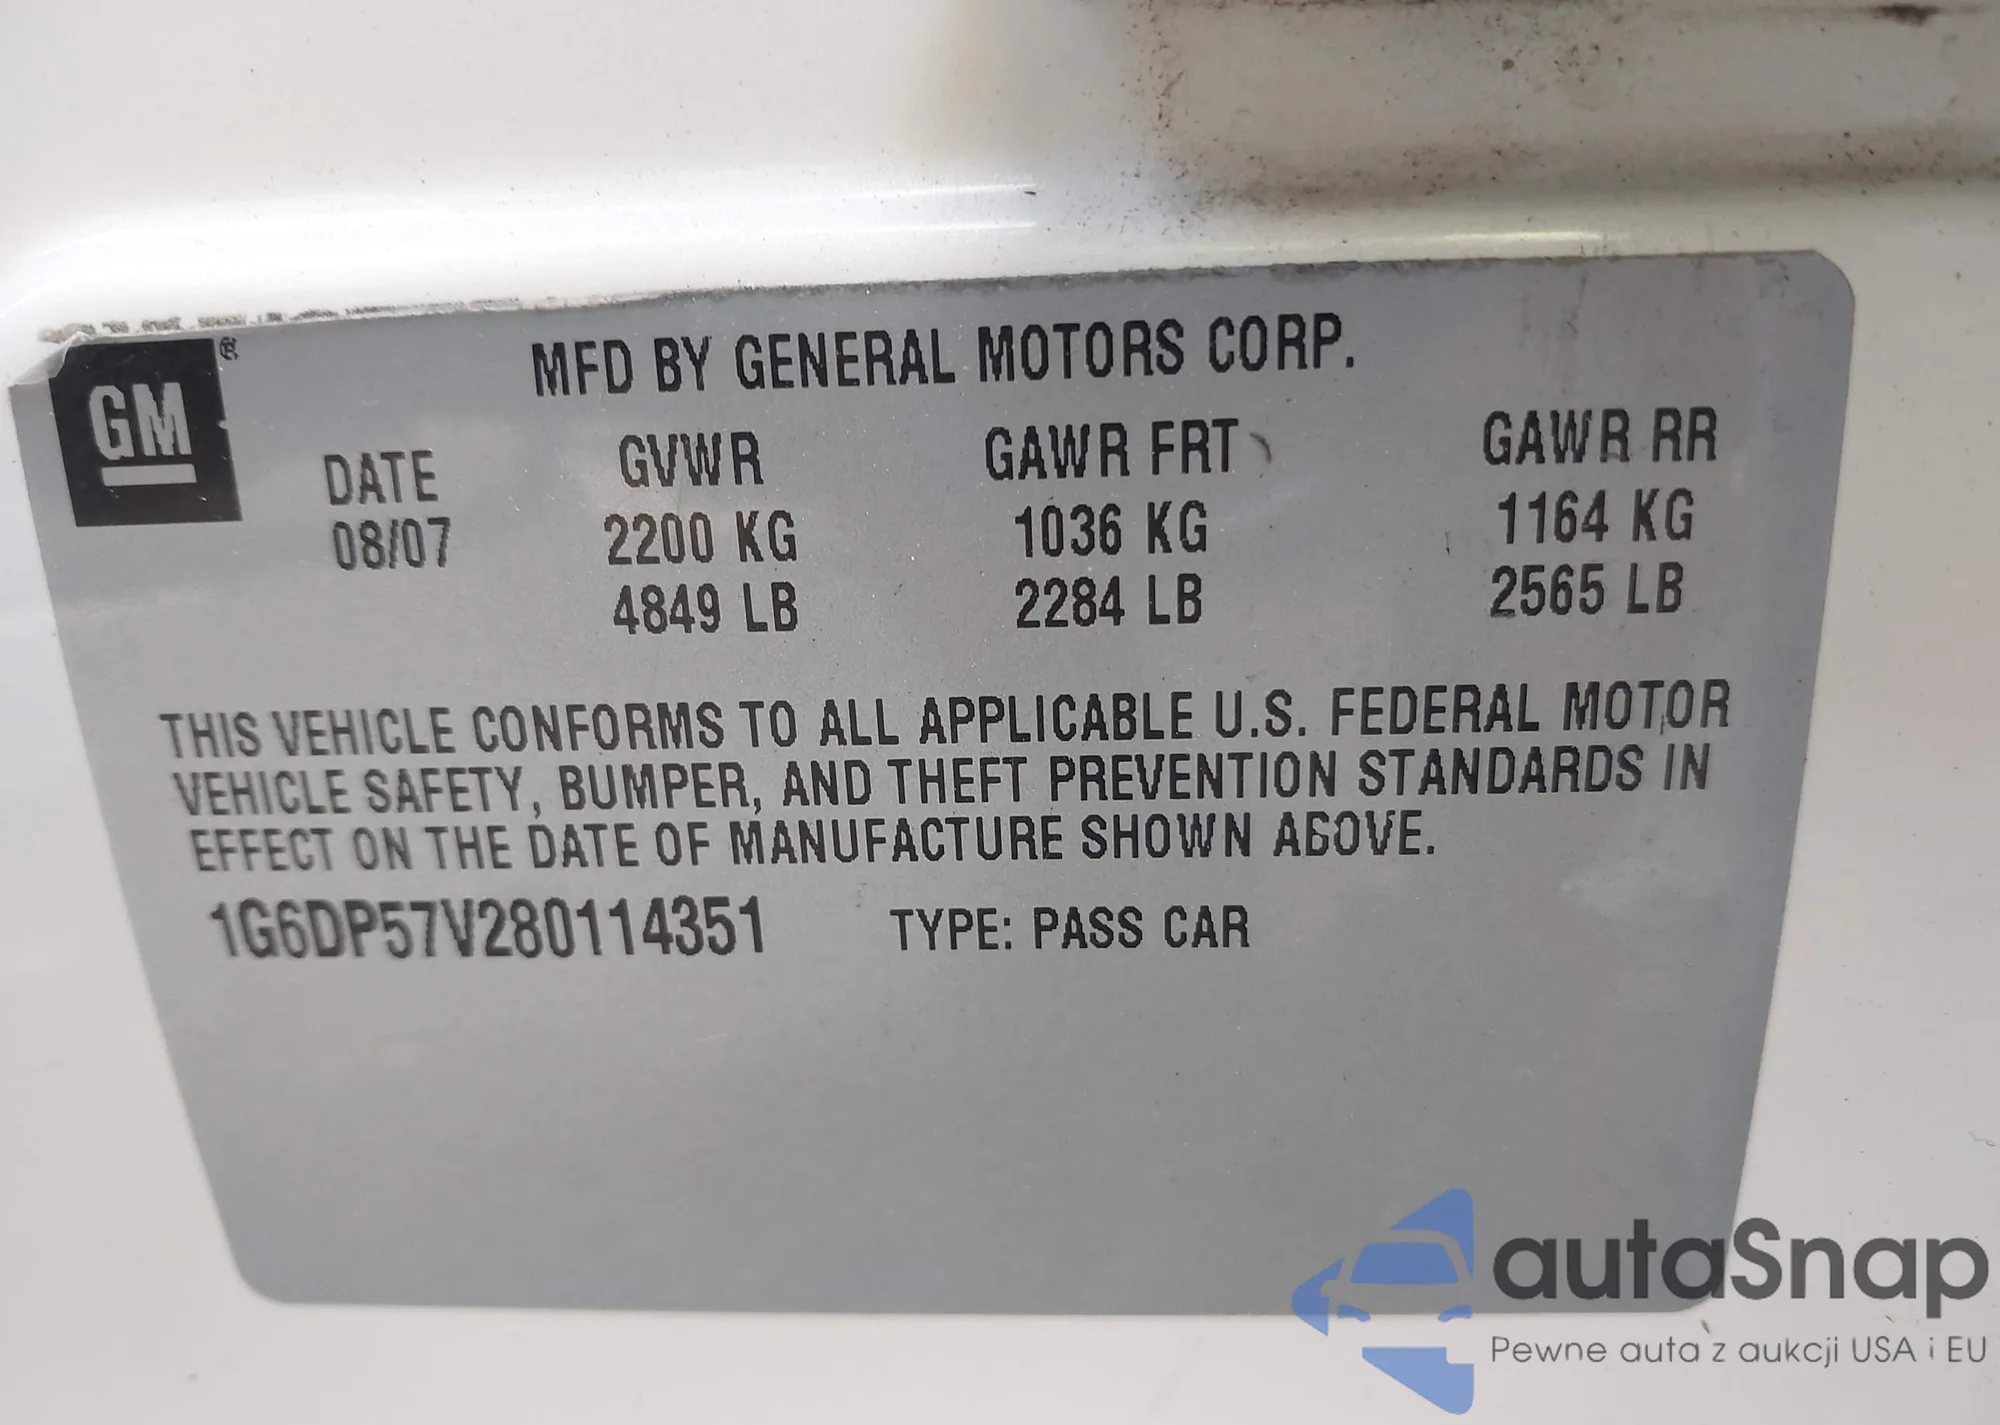 GM ®
MFD BY GENERAL MOTORS CORP.
DATE GVWR GAWR FRT GAWR RR
08/07 2200 KG 1036 KG 1164 KG
4849 LB 2284 LB 2565 LB
THIS VEHICLE CONFORMS TO ALL APPLICABLE U.S. FEDERAL MOTOR
VEHICLE SAFETY, BUMPER, AND THEFT PREVENTION STANDARDS IN
EFFECT ON THE DATE OF MANUFACTURE SHOWN ABOVE.
1G6DP57V280114351 TYPE: PASS CAR
autaSnap
Pewne auta z aukcji USA i EU